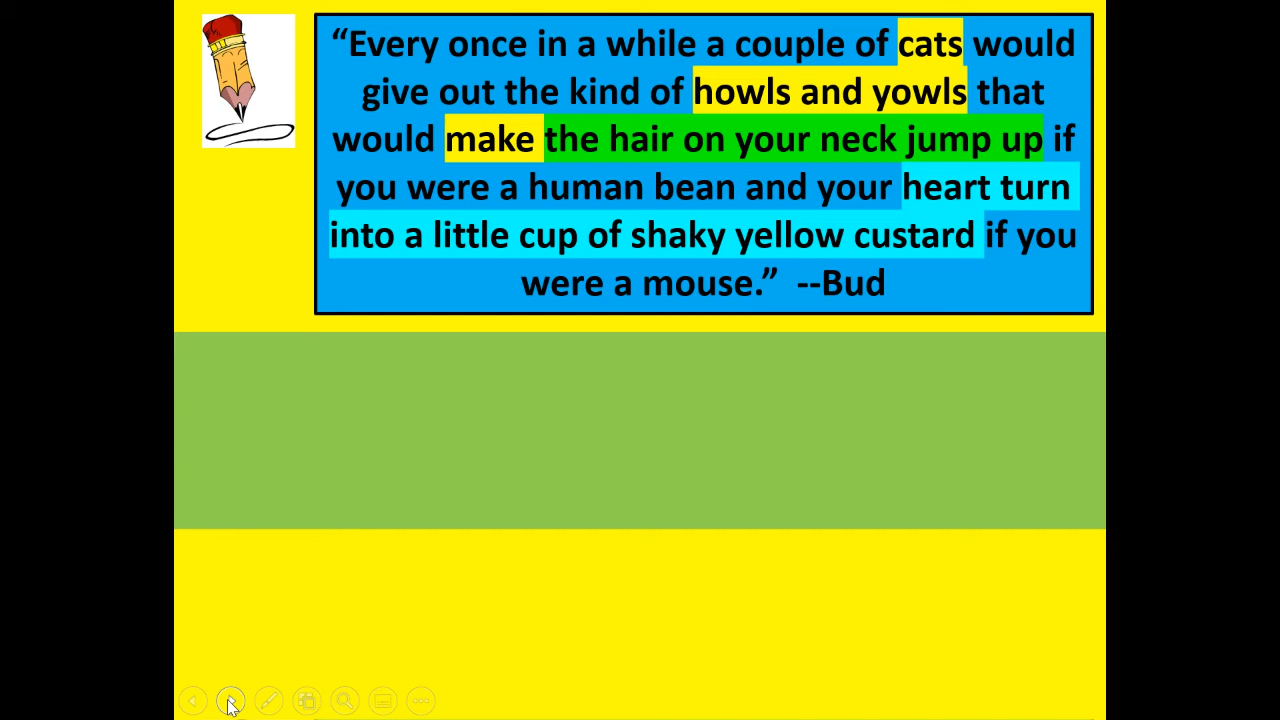 “Every once in a while a couple of cats would
give out the kind of howls and yowls that
would make the hair on your neck jump up if
you were a human bean and your heart turn
into a little cup of shaky yellow custard if you
were a mouse.”  --Bud